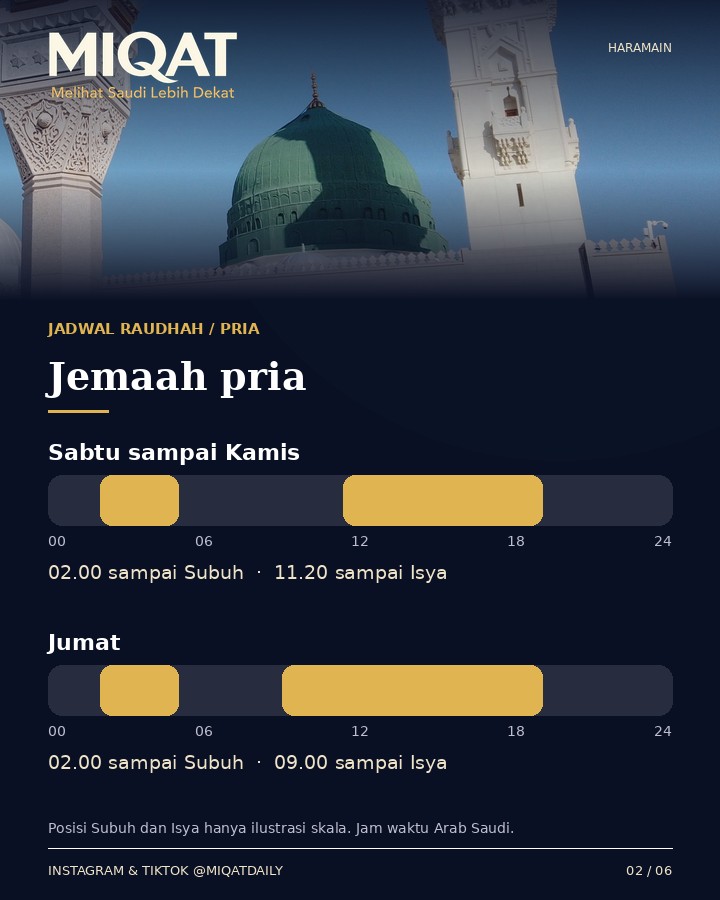 MIQAT
Melihat Saudi Lebih Dekat
HARAMAIN
JADWAL RAUDHAH / PRIA
Jemaah pria
Sabtu sampai Kamis
00 06 12 18 24
02.00 sampai Subuh · 11.20 sampai Isya
Jumat
00 06 12 18 24
02.00 sampai Subuh · 09.00 sampai Isya
Posisi Subuh dan Isya hanya ilustrasi skala. Jam waktu Arab Saudi.
INSTAGRAM & TIKTOK @MIQATDAILY
02 / 06